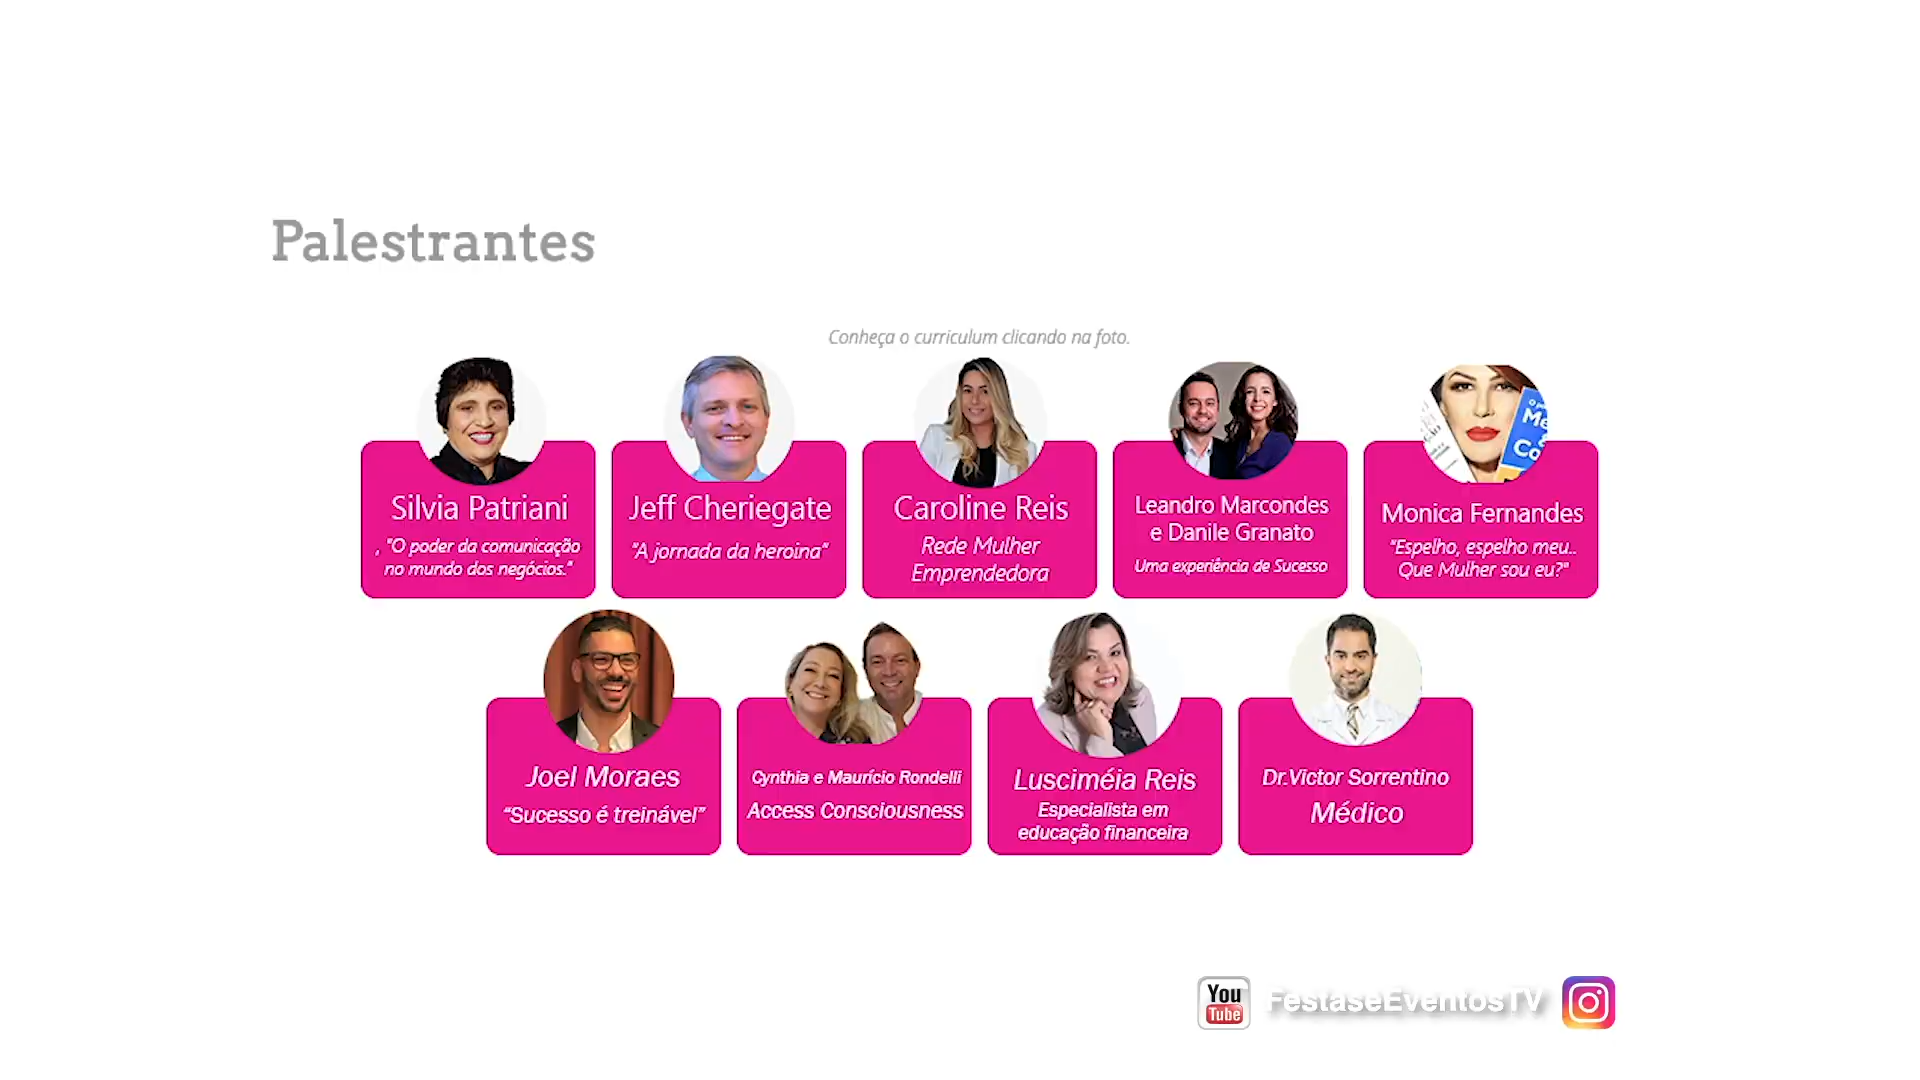 Palestrantes
Conheça o curriculum clicando na foto.
Silvia Patriani
, "O poder da comunicação
no mundo dos negócios."
Jeff Cheriegate
"A jornada da heroina"
Caroline Reis
Rede Mulher
Emprendedora
Leandro Marcondes
e Danile Granato
Uma experiência de Sucesso
Monica Fernandes
"Espelho, espelho meu..
Que Mulher sou eu?"
Joel Moraes
“Sucesso é treinável”
Cynthia e Maurício Rondelli
Access Consciousness
Lusciméia Reis
Especialista em
educação financeira
Dr.Victor Sorrentino
Médico
You
Tube
FestaseEventosTV